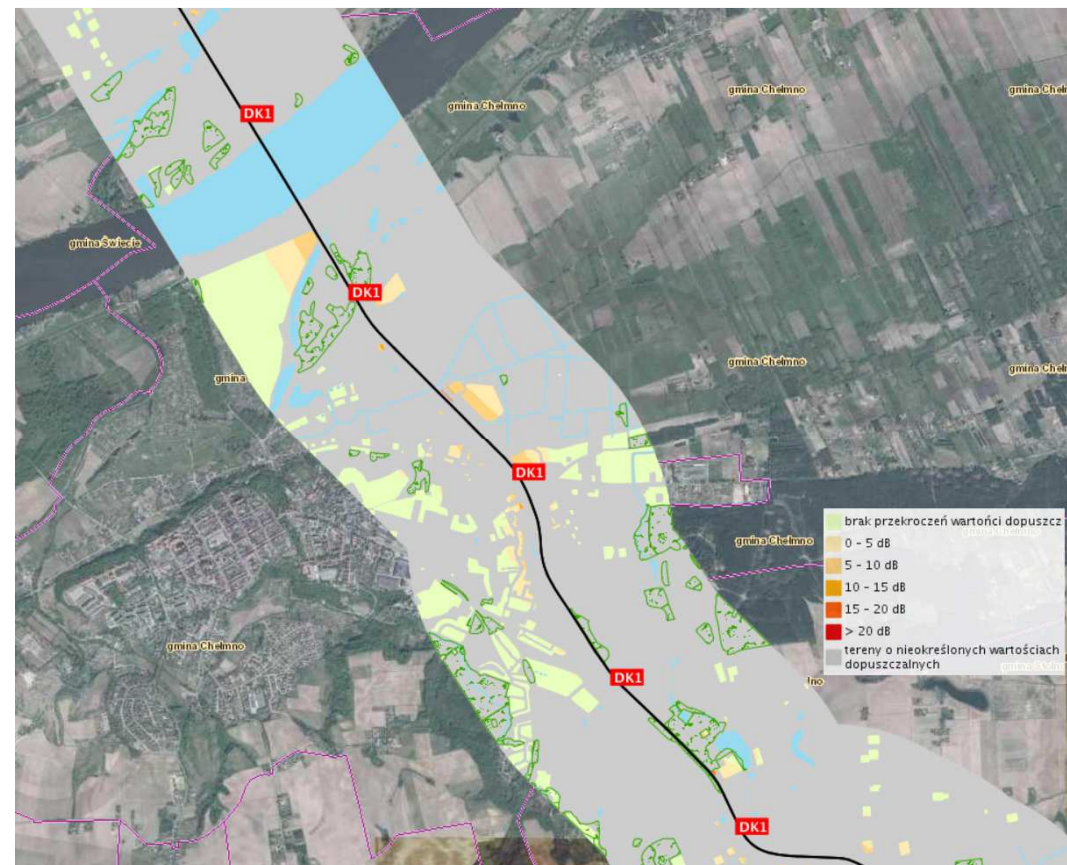 gmina Chełmno
gmina Chełm
gmina Chełmno
DK1
gmina Świecie
DK1
gmina Chełmno
gmina Chełm
gmina
DK1
gmina Chełmno
gmina Chełmno
DK1
DK1
brak przekroczeń wartości dopuszcz
0 - 5 dB
5 - 10 dB
10 - 15 dB
15 - 20 dB
> 20 dB
tereny o nieokreślonych wartościach
dopuszczalnych